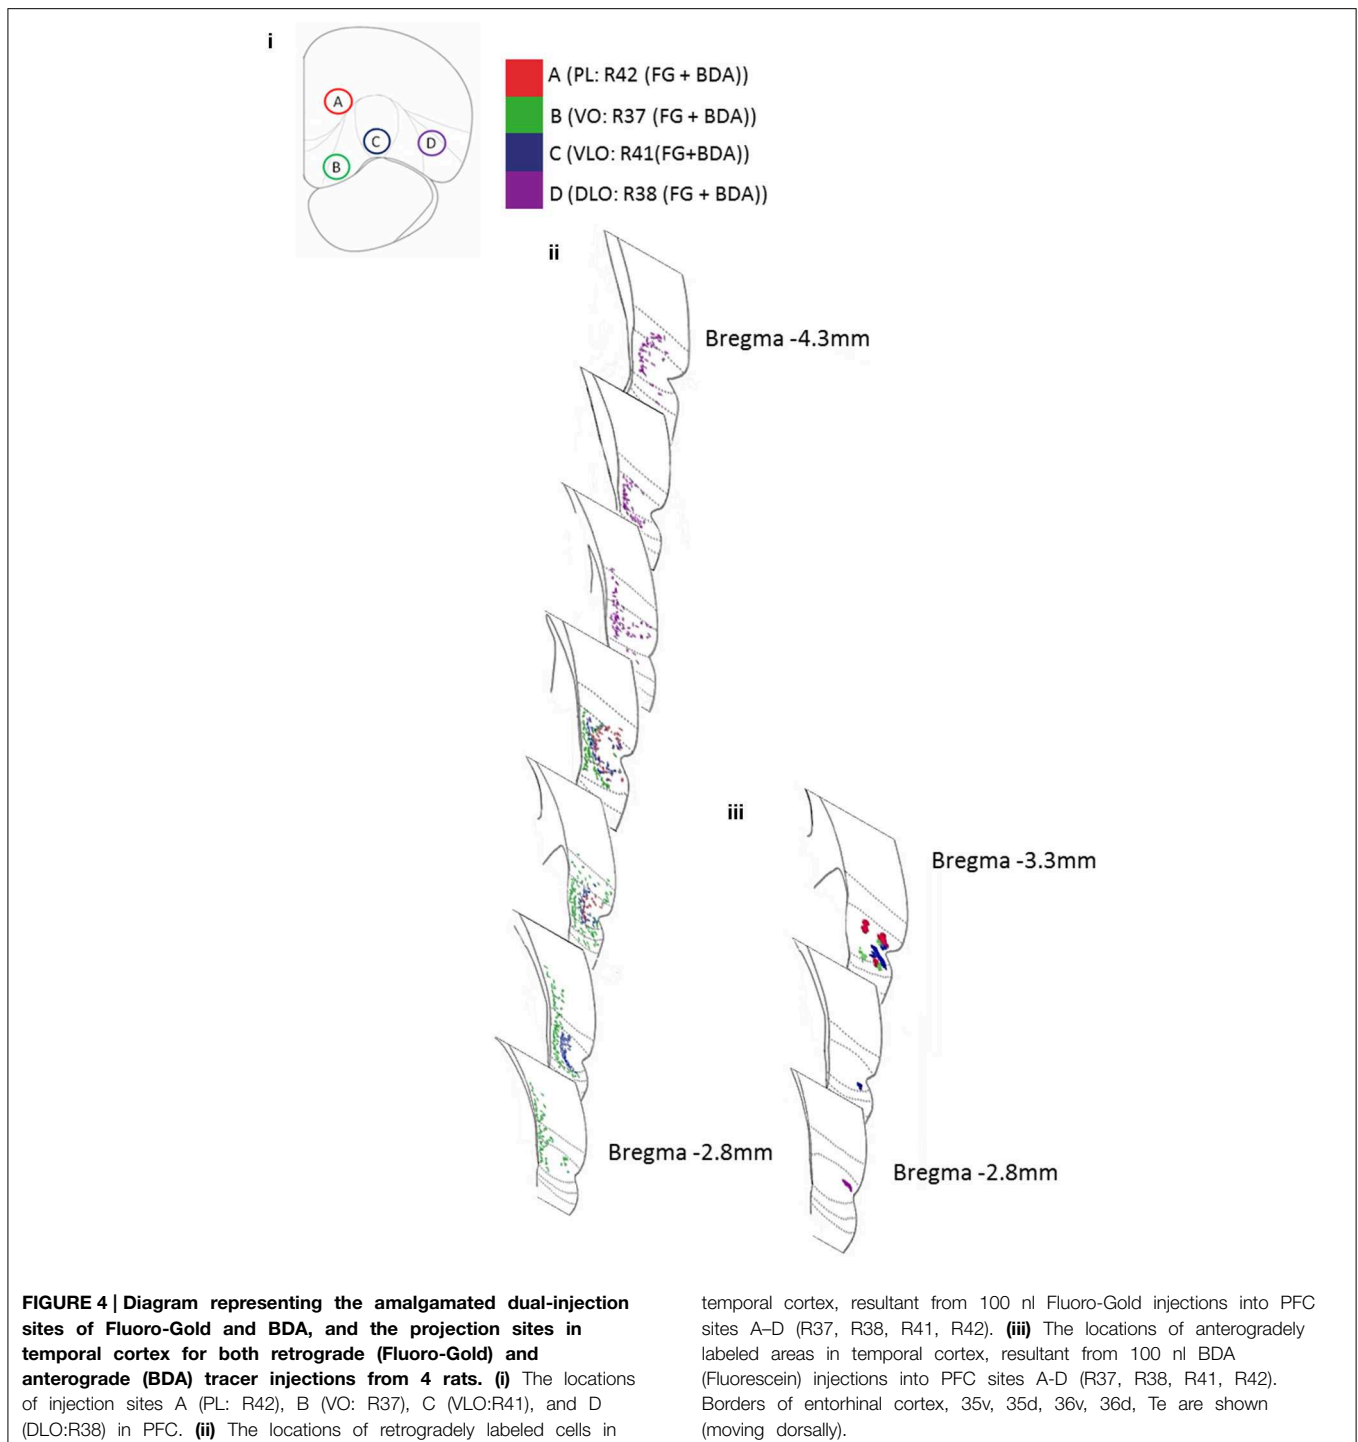 i
A
B
C
D
A (PL: R42 (FG + BDA))
B (VO: R37 (FG + BDA))
C (VLO: R41(FG+BDA))
D (DLO: R38 (FG + BDA))
ii
Bregma -4.3mm
Bregma -2.8mm
iii
Bregma -3.3mm
Bregma -2.8mm
FIGURE 4 | Diagram representing the amalgamated dual-injection
sites of Fluoro-Gold and BDA, and the projection sites in
temporal cortex for both retrograde (Fluoro-Gold) and
anterograde (BDA) tracer injections from 4 rats. (i) The locations
of injection sites A (PL: R42), B (VO: R37), C (VLO:R41), and D
(DLO:R38) in PFC. (ii) The locations of retrogradely labeled cells in
temporal cortex, resultant from 100 nl Fluoro-Gold injections into PFC
sites A–D (R37, R38, R41, R42). (iii) The locations of anterogradely
labeled areas in temporal cortex, resultant from 100 nl BDA
(Fluorescein) injections into PFC sites A-D (R37, R38, R41, R42).
Borders of entorhinal cortex, 35v, 35d, 36v, 36d, Te are shown
(moving dorsally).